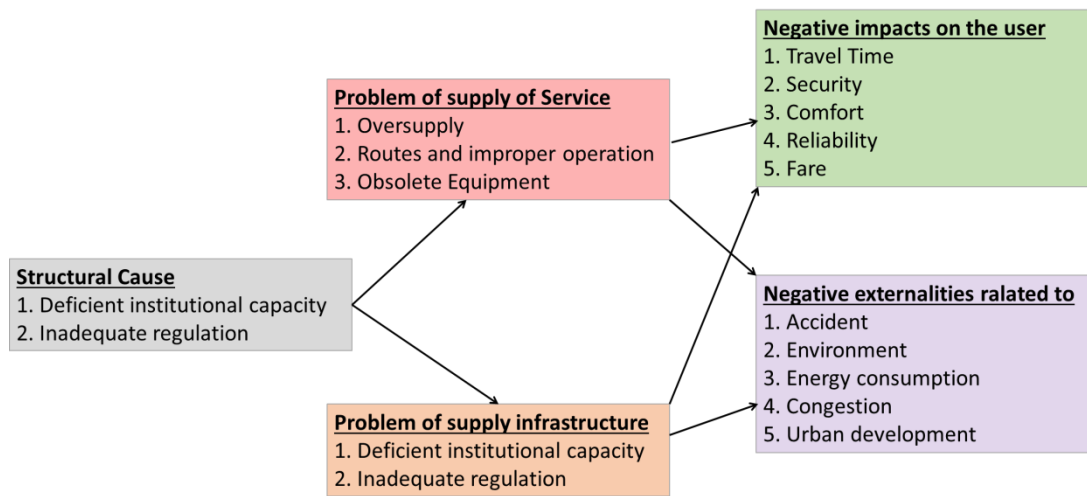 Negative impacts on the user
1. Travel Time
2. Security
3. Comfort
4. Reliability
5. Fare
Problem of supply of Service
1. Oversupply
2. Routes and improper operation
3. Obsolete Equipment
Structural Cause
1. Deficient institutional capacity
2. Inadequate regulation
Negative externalities ralated to
1. Accident
2. Environment
3. Energy consumption
4. Congestion
5. Urban development
Problem of supply infrastructure
1. Deficient institutional capacity
2. Inadequate regulation